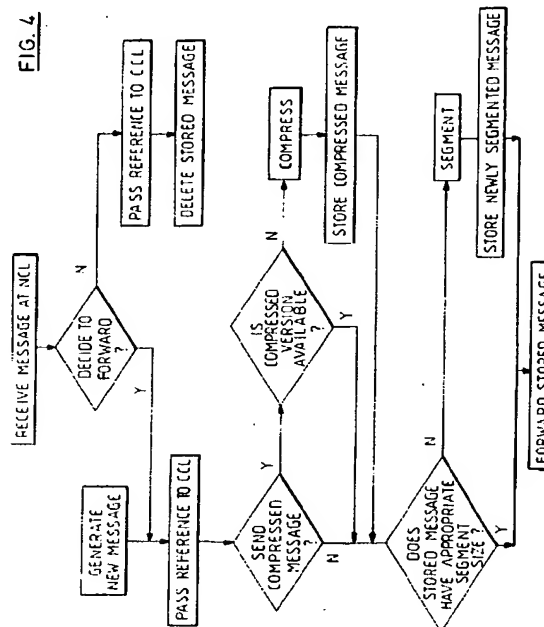 FIG. 4
RECEIVE MESSAGE AT NCL
DECIDE TO
FORWARD
?
N
Y
PASS REFERENCE TO CCL
DELETE STORED MESSAGE
GENERATE
NEW MESSAGE
PASS REFERENCE TO CCL
SEND
COMPRESSED
MESSAGE
?
Y
N
IS
COMPRESSED
VERSION
AVAILABLE
?
N
Y
COMPRESS
STORE COMPRESSED MESSAGE
DOES
STORED MESSAGE
HAVE APPROPRIATE
SEGMENT
SIZE ?
N
Y
SEGMENT
STORE NEWLY SEGMENTED MESSAGE
FORWARD STORED MESSAGE